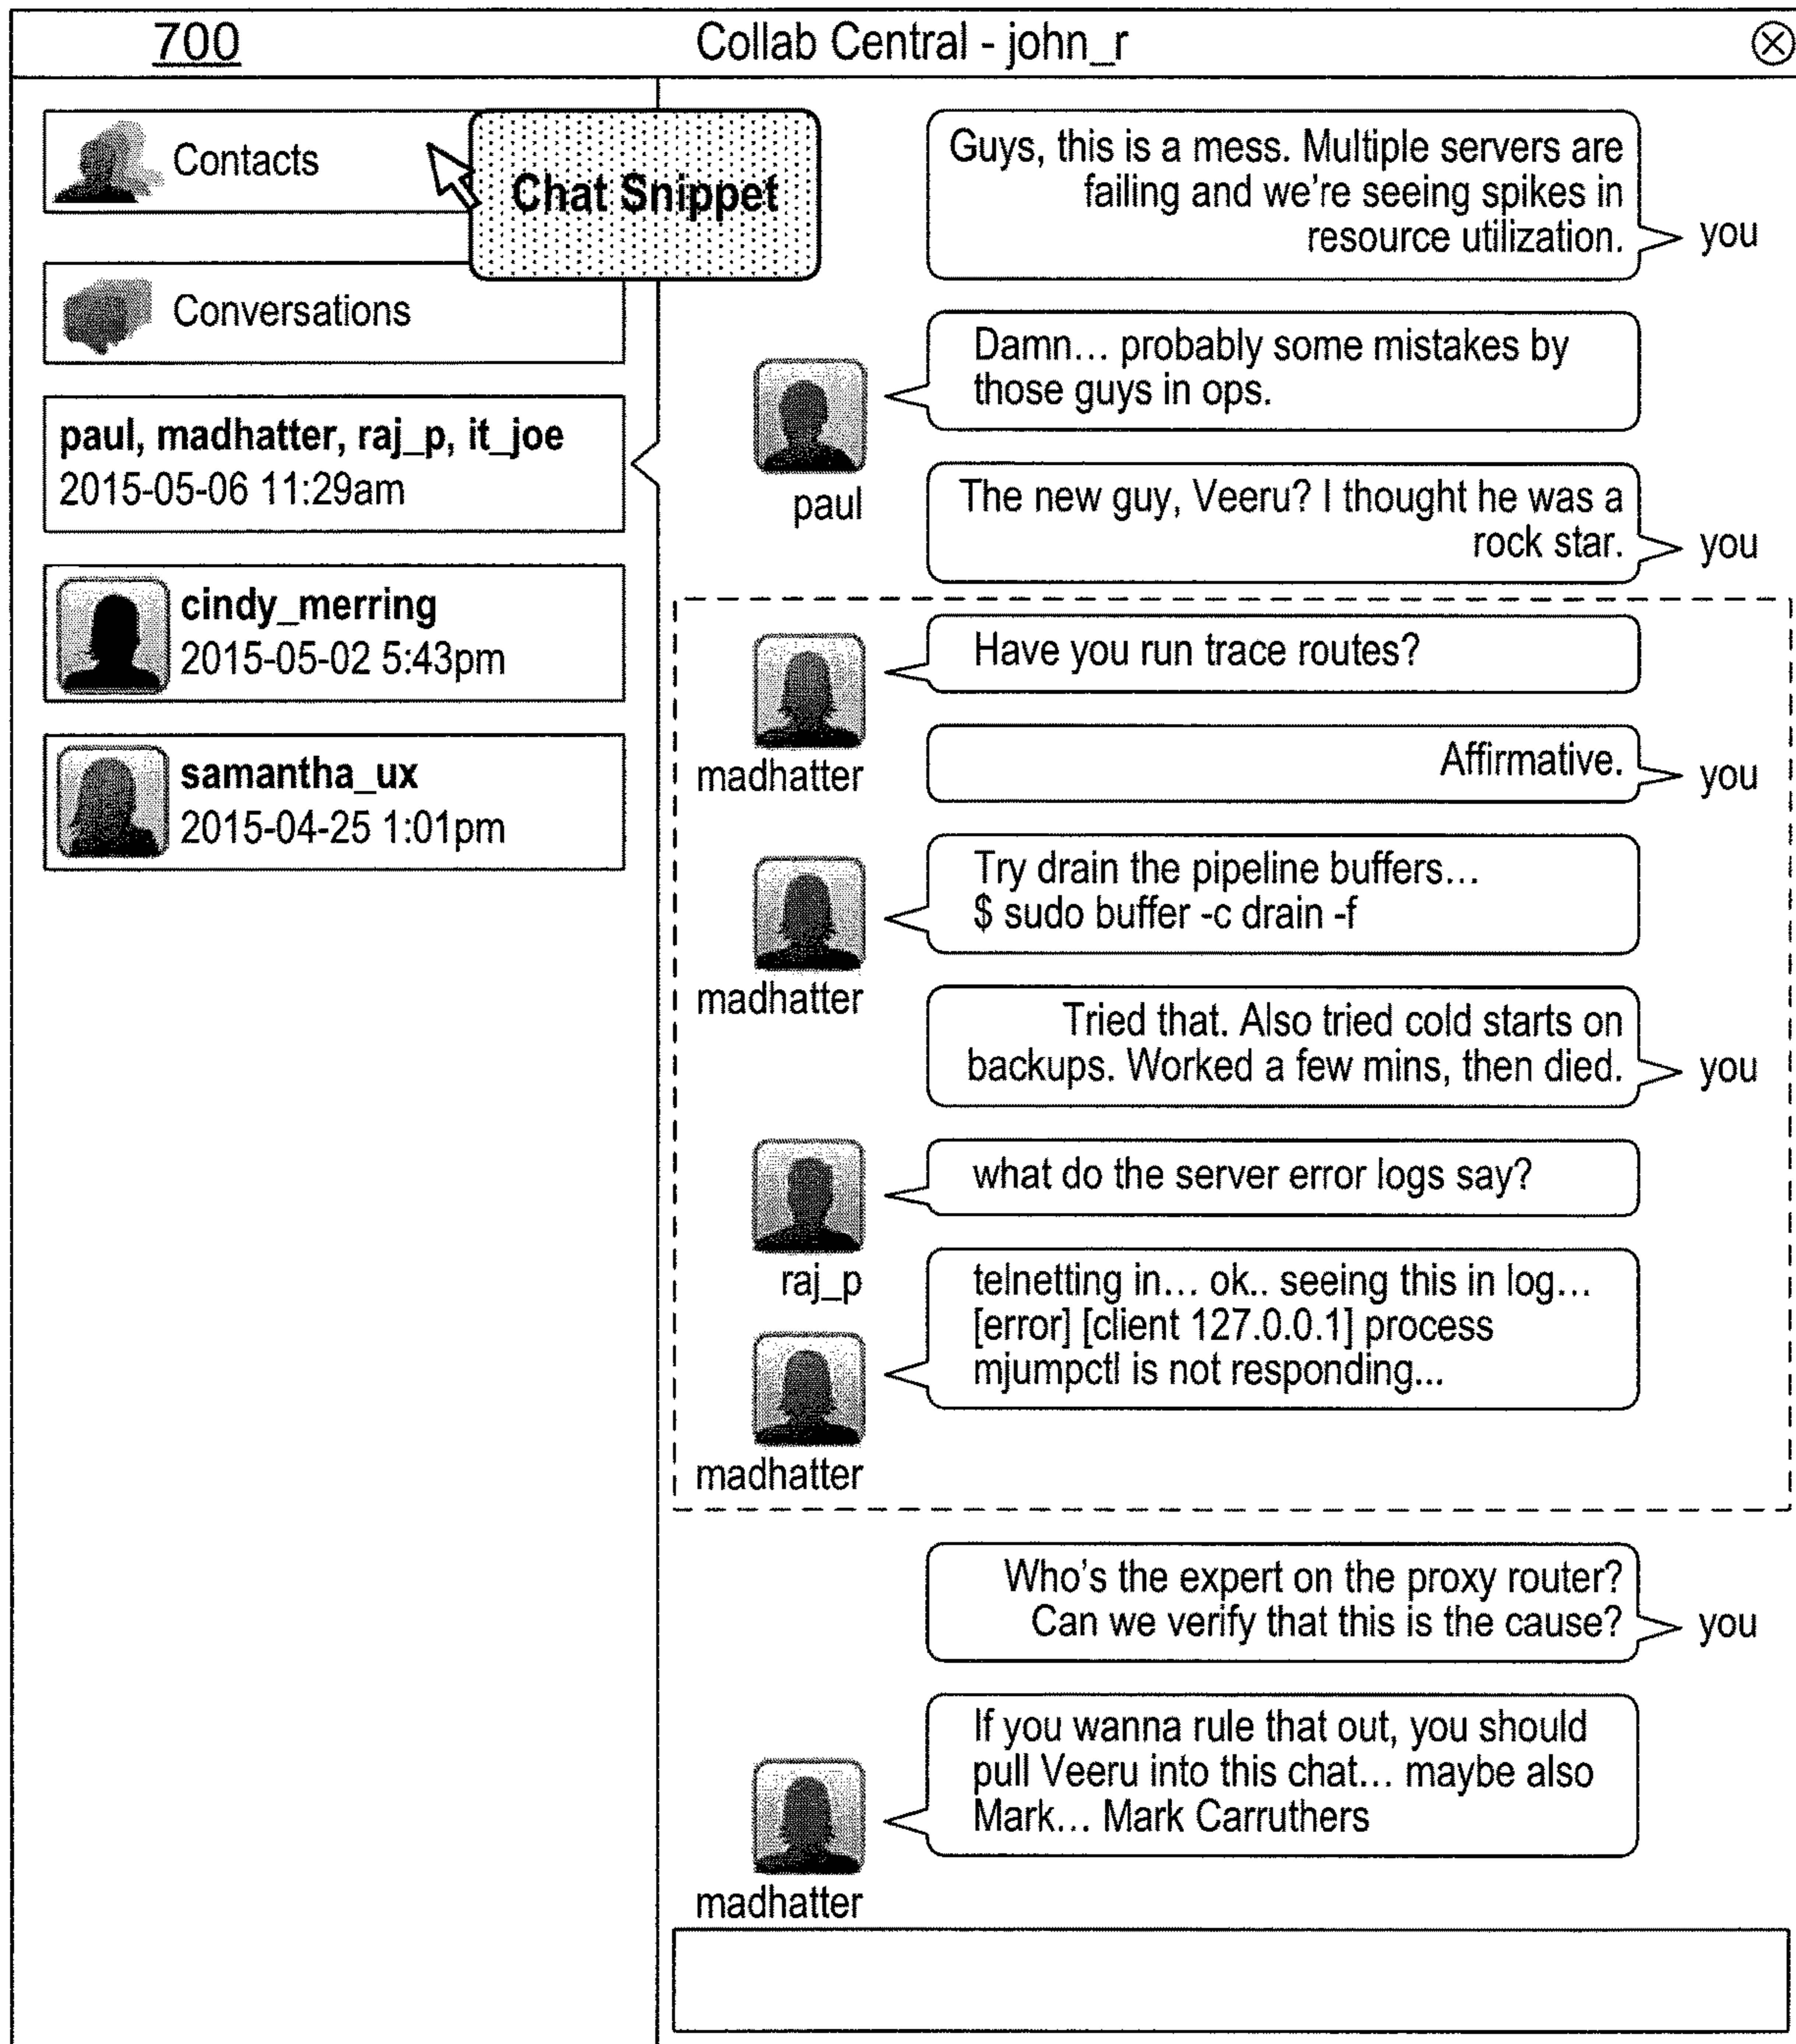 700
Collab Central - john_r
Contacts
Chat Snippet
Conversations
paul, madhatter, raj_p, it_joe
2015-05-06 11:29am
cindy_merring
2015-05-02 5:43pm
samantha_ux
2015-04-25 1:01pm
Guys, this is a mess. Multiple servers are
failing and we're seeing spikes in
resource utilization.
you
Damn... probably some mistakes by
those guys in ops.
paul
The new guy, Veeru? I thought he was a
rock star.
you
Have you run trace routes?
madhatter
Affirmative.
you
Try drain the pipeline buffers...
$ sudo buffer -c drain -f
madhatter
Tried that. Also tried cold starts on
backups. Worked a few mins, then died.
you
what do the server error logs say?
raj_p
telnetting in... ok.. seeing this in log...
[error] [client 127.0.0.1] process
mjumpctl is not responding...
madhatter
Who's the expert on the proxy router?
Can we verify that this is the cause?
you
If you wanna rule that out, you should
pull Veeru into this chat... maybe also
Mark... Mark Carruthers
madhatter